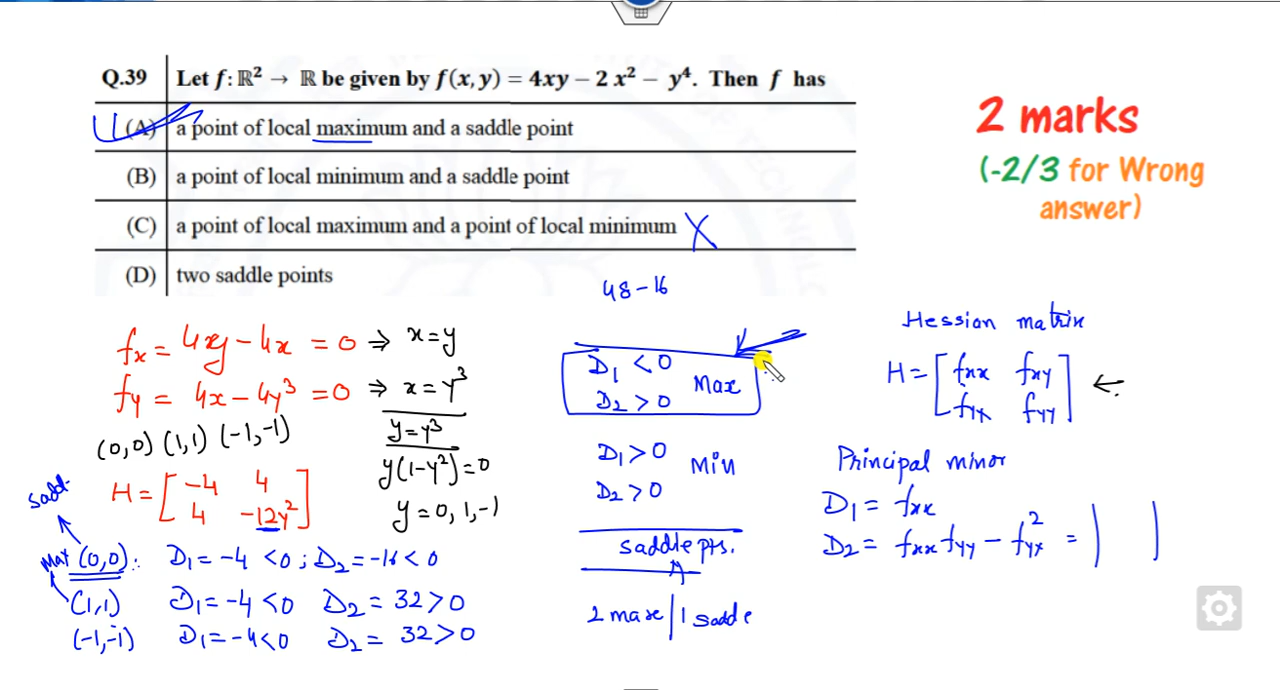 Q.39 Let f: ℝ² → ℝ be given by f(x, y) = 4xy − 2 x² − y⁴. Then f has
(A) a point of local maximum and a saddle point
(B) a point of local minimum and a saddle point
(C) a point of local maximum and a point of local minimum X
(D) two saddle points
2 marks
(-2/3 for Wrong
answer)
fx = 4xy − 4x = 0 ⇒ x = y
fy = 4x − 4y³ = 0 ⇒ x = y³
(0,0) (1,1) (-1,-1)
y = y³
y(1−y²) = 0
y = 0, 1, −1
H = [ −4 4
4 −12y² ]
sadd.
Max (0,0): D₁ = −4 < 0 ; D₂ = −16 < 0
(1,1) D₁ = −4 < 0 D₂ = 32 > 0
(-1,-1) D₁ = −4 < 0 D₂ = 32 > 0
48 − 16
D₁ < 0
D₂ > 0 Max
D₁ > 0
D₂ > 0 Min
saddle pts.
2 max / 1 sadde
Hession matrix
H = [ fxx fxy
fyx fyy ] ←
Principal minor
D₁ = fxx
D₂ = fxx fyy − fyx² = | |